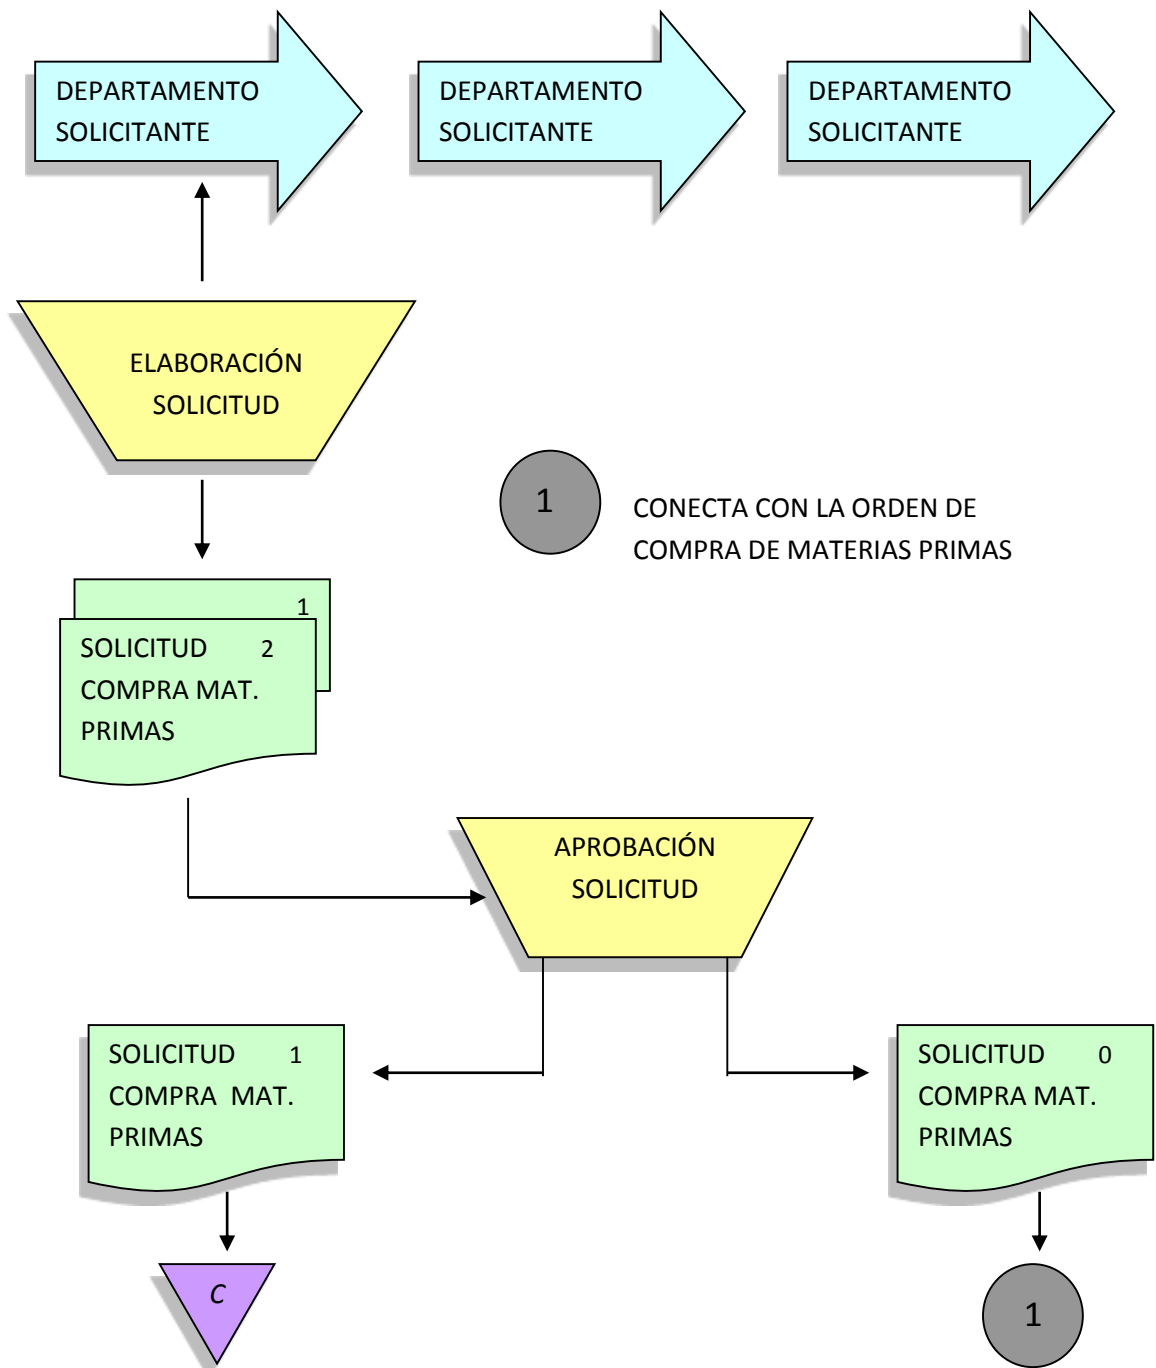 DEPARTAMENTO
SOLICITANTE
DEPARTAMENTO
SOLICITANTE
DEPARTAMENTO
SOLICITANTE
ELABORACIÓN
SOLICITUD
1
CONECTA CON LA ORDEN DE
COMPRA DE MATERIAS PRIMAS
1
SOLICITUD 2
COMPRA MAT.
PRIMAS
APROBACIÓN
SOLICITUD
SOLICITUD 1
COMPRA MAT.
PRIMAS
SOLICITUD 0
COMPRA MAT.
PRIMAS
C
1